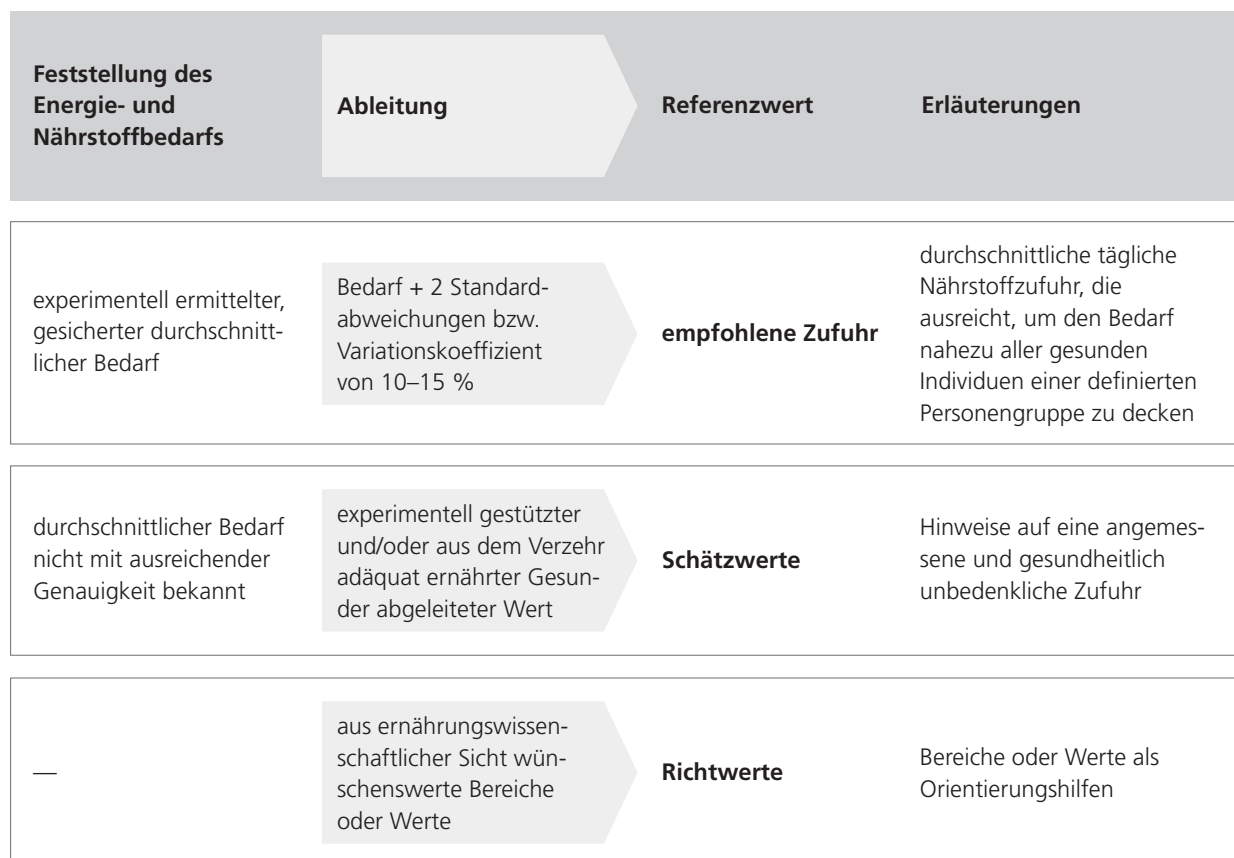 Feststellung des
Energie- und
Nährstoffbedarfs
Ableitung
Referenzwert
Erläuterungen
experimentell ermittelter,
gesicherter durchschnitt-
licher Bedarf
Bedarf + 2 Standard-
abweichungen bzw.
Variationskoeffizient
von 10–15 %
empfohlene Zufuhr
durchschnittliche tägliche
Nährstoffzufuhr, die
ausreicht, um den Bedarf
nahezu aller gesunden
Individuen einer definierten
Personengruppe zu decken
durchschnittlicher Bedarf
nicht mit ausreichender
Genauigkeit bekannt
experimentell gestützter
und/oder aus dem Verzehr
adäquat ernährter Gesun-
der abgeleiteter Wert
Schätzwerte
Hinweise auf eine angemes-
sene und gesundheitlich
unbedenkliche Zufuhr
—
aus ernährungswissen-
schaftlicher Sicht wün-
schenswerte Bereiche
oder Werte
Richtwerte
Bereiche oder Werte als
Orientierungshilfen